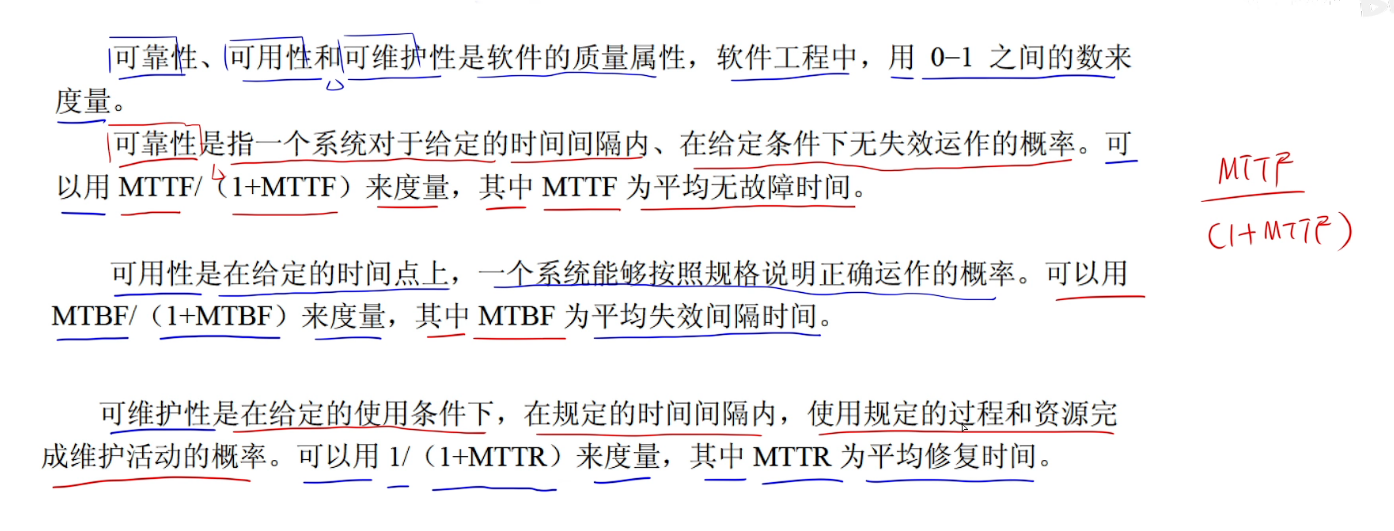 可靠性、可用性和可维护性是软件的质量属性，软件工程中，用 0–1 之间的数来
度量。
可靠性是指一个系统对于给定的时间间隔内、在给定条件下无失效运作的概率。可
以用 MTTF/（1+MTTF）来度量，其中 MTTF 为平均无故障时间。
MTTF
(1+MTTF)
可用性是在给定的时间点上，一个系统能够按照规格说明正确运作的概率。可以用
MTBF/（1+MTBF）来度量，其中 MTBF 为平均失效间隔时间。
可维护性是在给定的使用条件下，在规定的时间间隔内，使用规定的过程和资源完
成维护活动的概率。可以用 1/（1+MTTR）来度量，其中 MTTR 为平均修复时间。